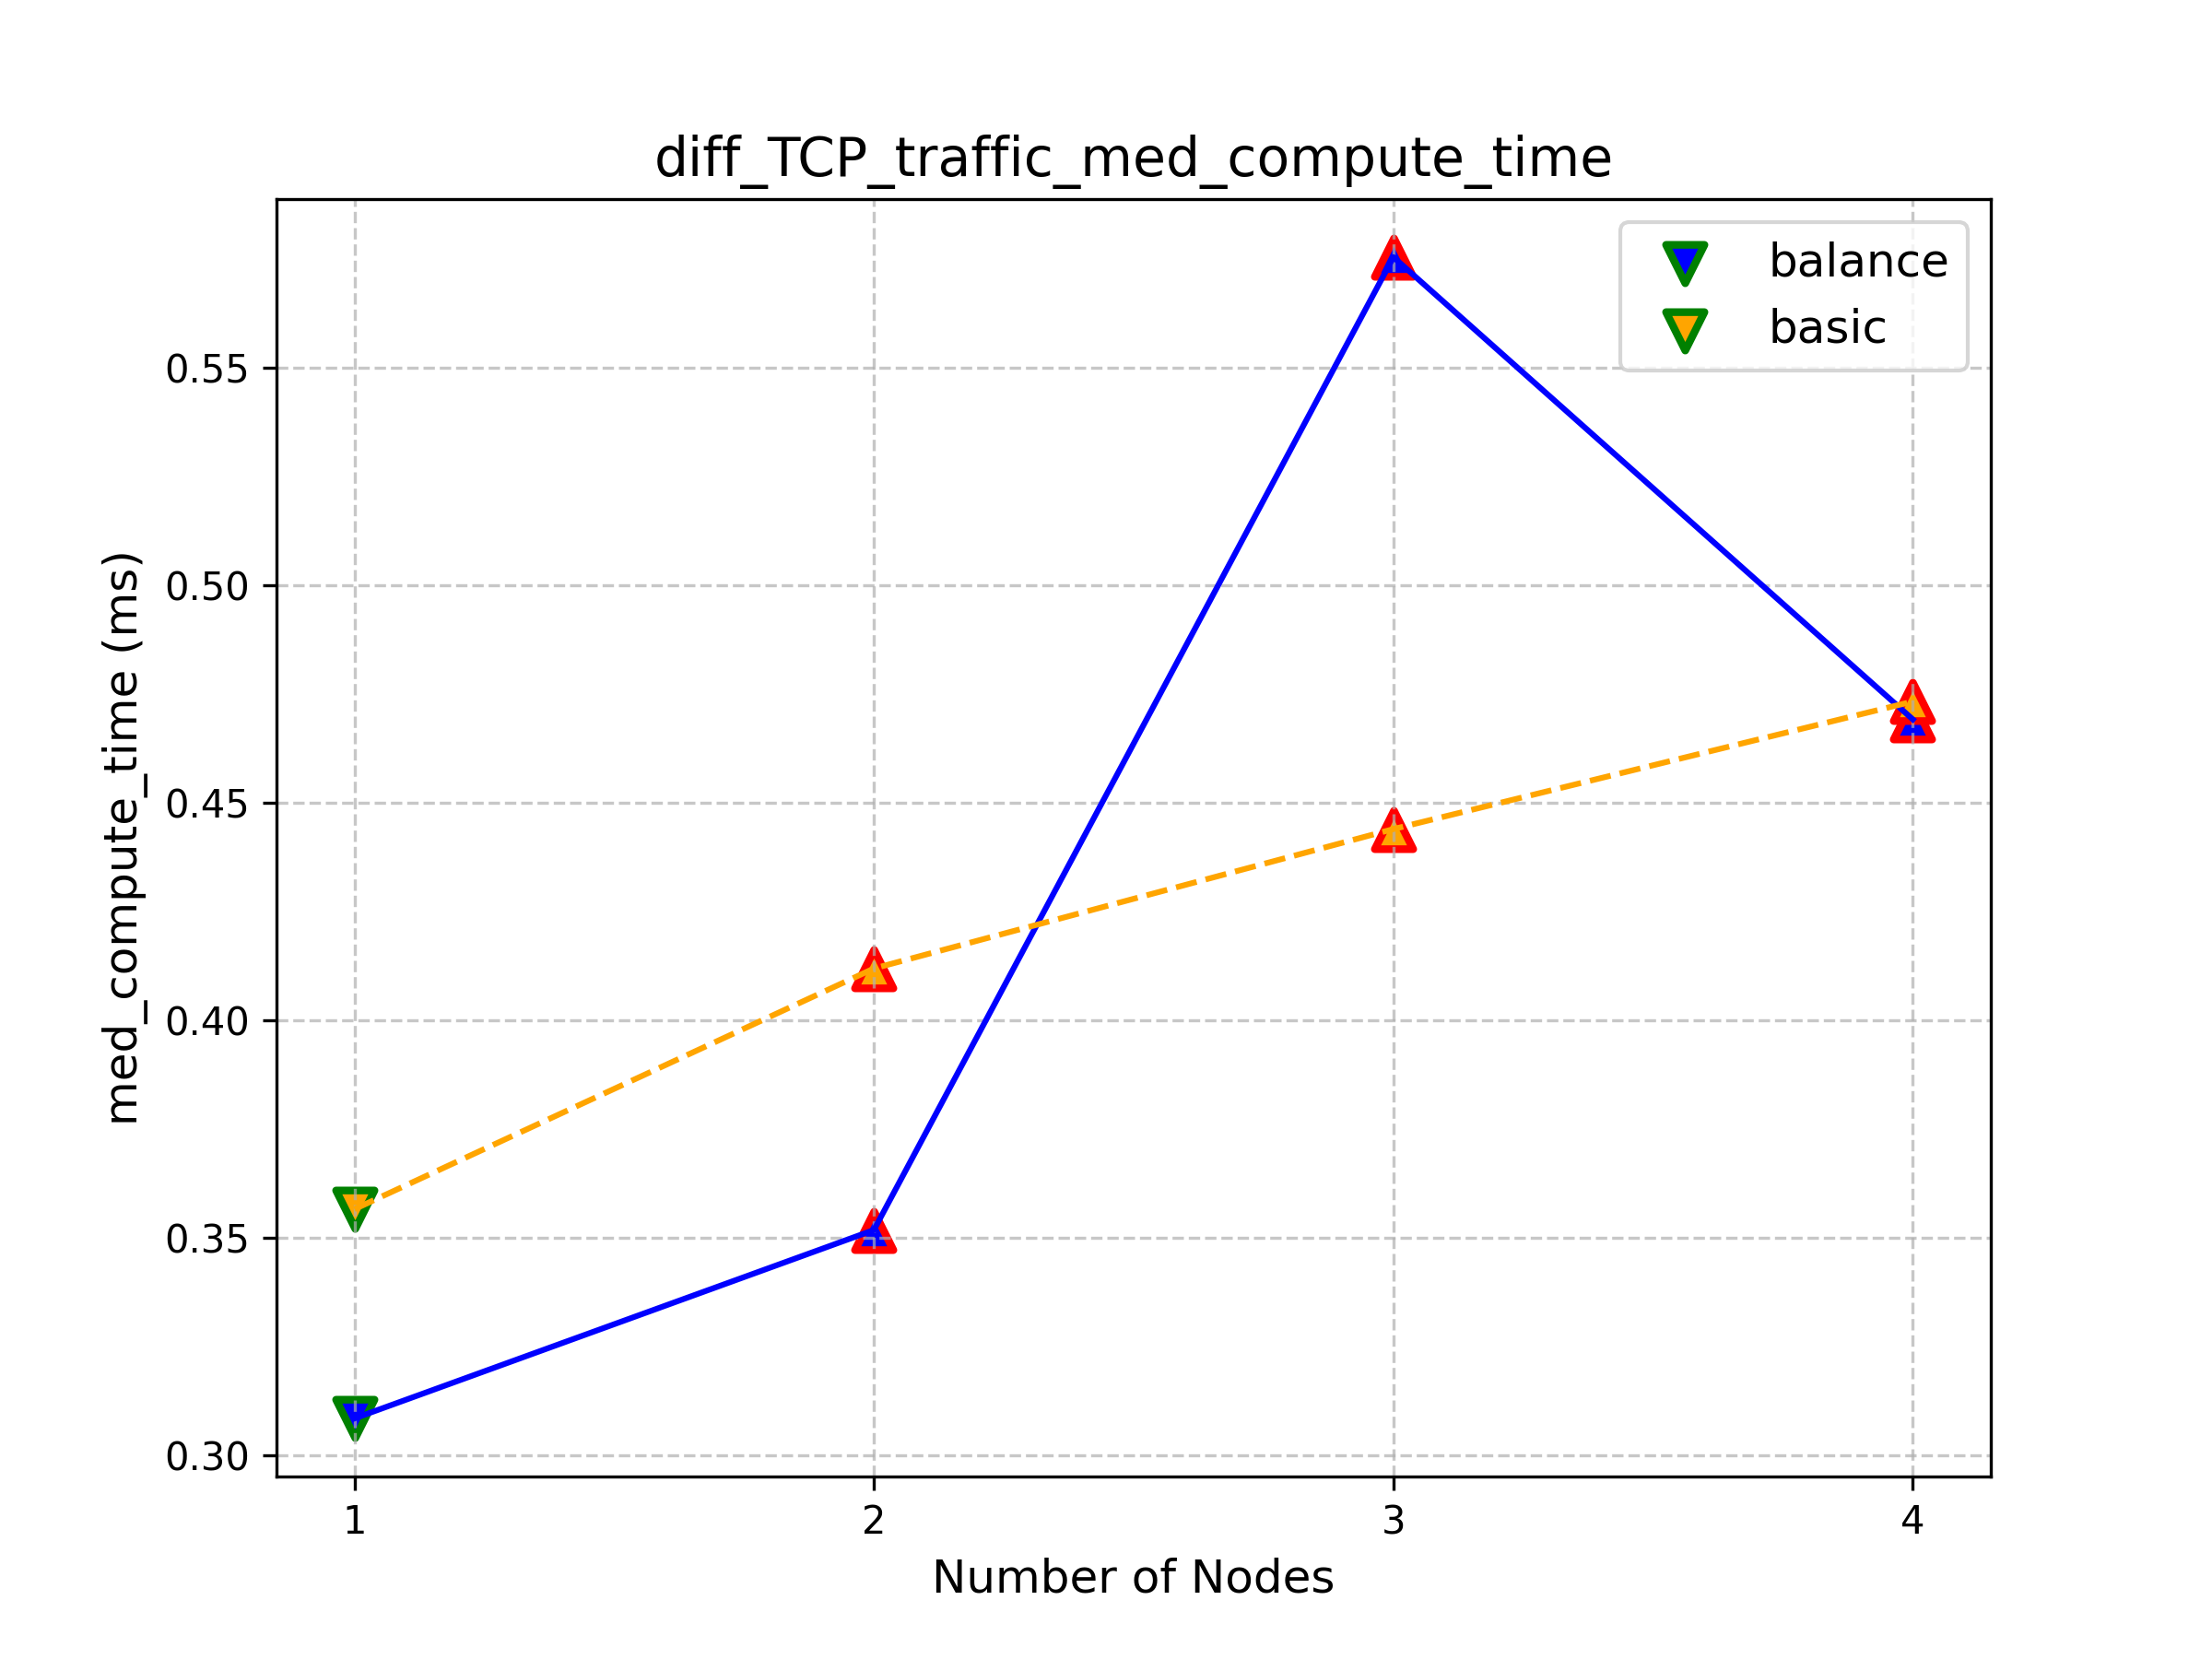 diff_TCP_traffic_med_compute_time
balance
basic
med_compute_time (ms)
0.55
0.50
0.45
0.40
0.35
0.30
1 2 3 4
Number of Nodes